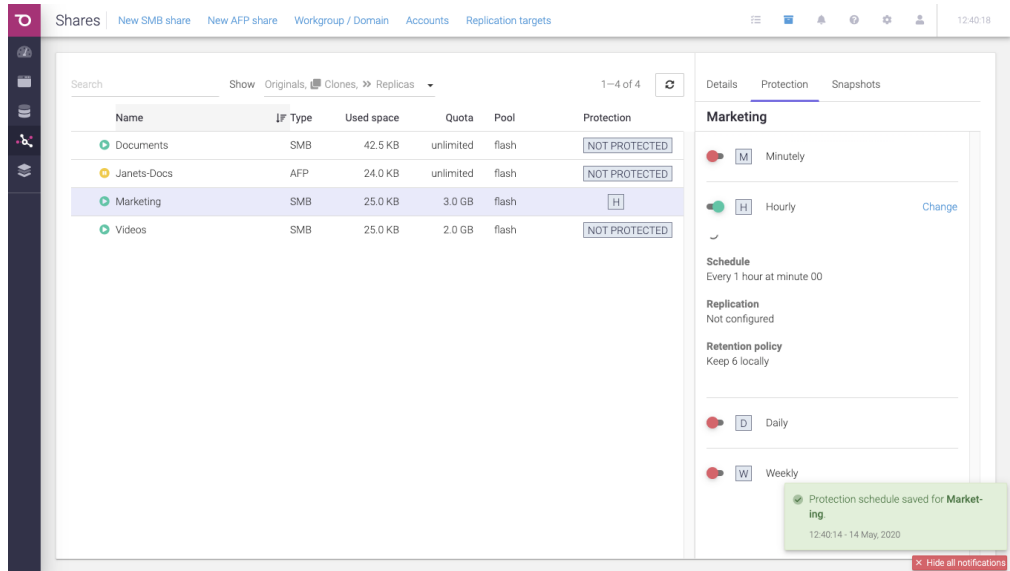 Shares New SMB share New AFP share Workgroup / Domain Accounts Replication targets 12:40:18
Search Show Originals, Clones, Replicas 1—4 of 4
Name Type Used space Quota Pool Protection
Documents SMB 42.5 KB unlimited flash NOT PROTECTED
Janets-Docs AFP 24.0 KB unlimited flash NOT PROTECTED
Marketing SMB 25.0 KB 3.0 GB flash H
Videos SMB 25.0 KB 2.0 GB flash NOT PROTECTED
Details Protection Snapshots
Marketing
M Minutely
H Hourly Change
Schedule
Every 1 hour at minute 00
Replication
Not configured
Retention policy
Keep 6 locally
D Daily
W Weekly
Protection schedule saved for Market-
ing.
12:40:14 - 14 May, 2020
× Hide all notifications